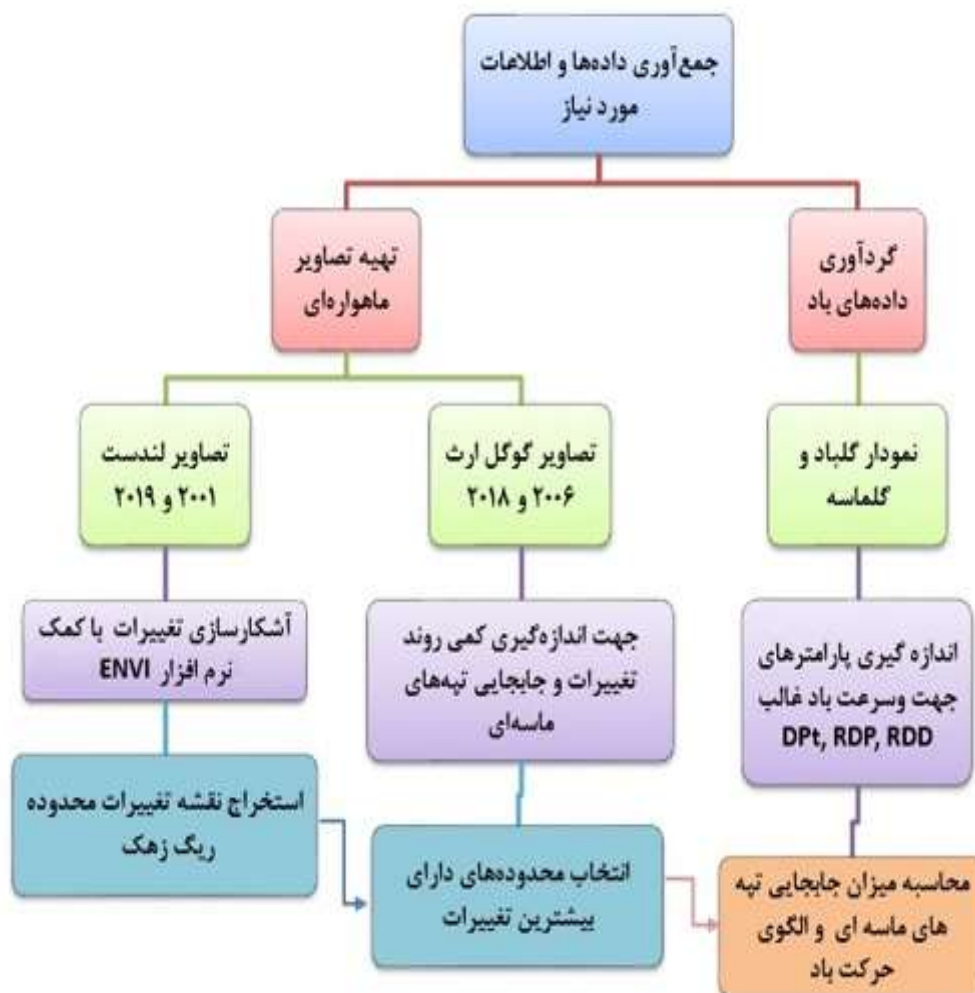 جمع‌آوری داده‌ها و اطلاعات
مورد نیاز
گردآوری
داده‌های باد
تهیه تصاویر
ماهواره‌ای
نمودار گلباد و
گلماسه
تصاویر گوگل ارث
۲۰۰۶ و ۲۰۱۸
تصاویر لندست
۲۰۰۱ و ۲۰۱۹
اندازه گیری پارامترهای
جهت وسرعت باد غالب
DPt, RDP, RDD
جهت اندازه‌گیری کمی روند
تغییرات و جابجایی تپه‌های
ماسه‌ای
آشکارسازی تغییرات با کمک
نرم افزار ENVI
استخراج نقشه تغییرات محدوده
ریگ زهک
انتخاب محدوده‌های دارای
بیشترین تغییرات
محاسبه میزان جابجایی تپه
های ماسه ای و الگوی
حرکت باد